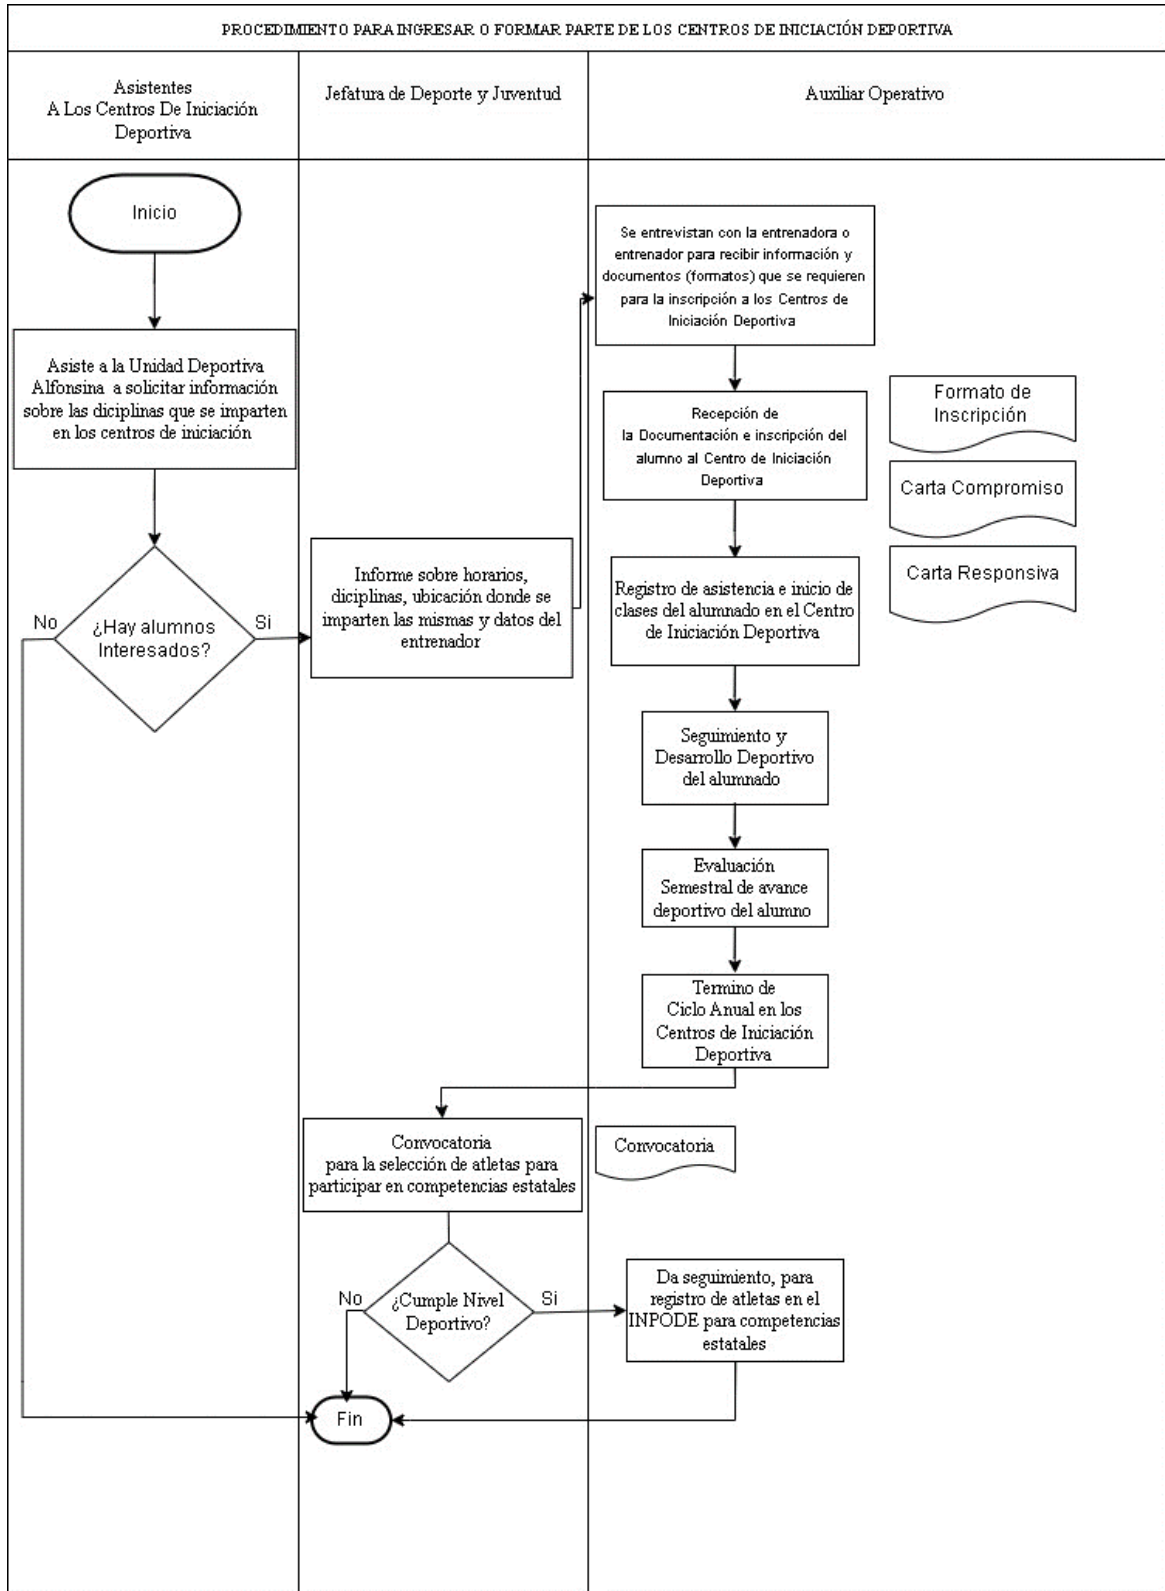 PROCEDIMIENTO PARA INGRESAR O FORMAR PARTE DE LOS CENTROS DE INICIACIÓN DEPORTIVA
Asistentes
A Los Centros De Iniciación
Deportiva
Jefatura de Deporte y Juventud
Auxiliar Operativo
Inicio
Asiste a la Unidad Deportiva
Alfonsina a solicitar información
sobre las diciplinas que se imparten
en los centros de iniciación
¿Hay alumnos
Interesados?
No
Si
Informe sobre horarios,
diciplinas, ubicación donde se
imparten las mismas y datos del
entrenador
Se entrevistan con la entrenadora o
entrenador para recibir información y
documentos (formatos) que se requieren
para la inscripción a los Centros de
Iniciación Deportiva
Recepción de
la Documentación e inscripción del
alumno al Centro de Iniciación
Deportiva
Formato de
Inscripción
Carta Compromiso
Carta Responsiva
Registro de asistencia e inicio de
clases del alumnado en el Centro
de Iniciación Deportiva
Seguimiento y
Desarrollo Deportivo
del alumnado
Evaluación
Semestral de avance
deportivo del alumno
Termino de
Ciclo Anual en los
Centros de Iniciación
Deportiva
Convocatoria
para la selección de atletas para
participar en competencias estatales
Convocatoria
¿Cumple Nivel
Deportivo?
No
Si
Da seguimiento, para
registro de atletas en el
INPODE para competencias
estatales
Fin